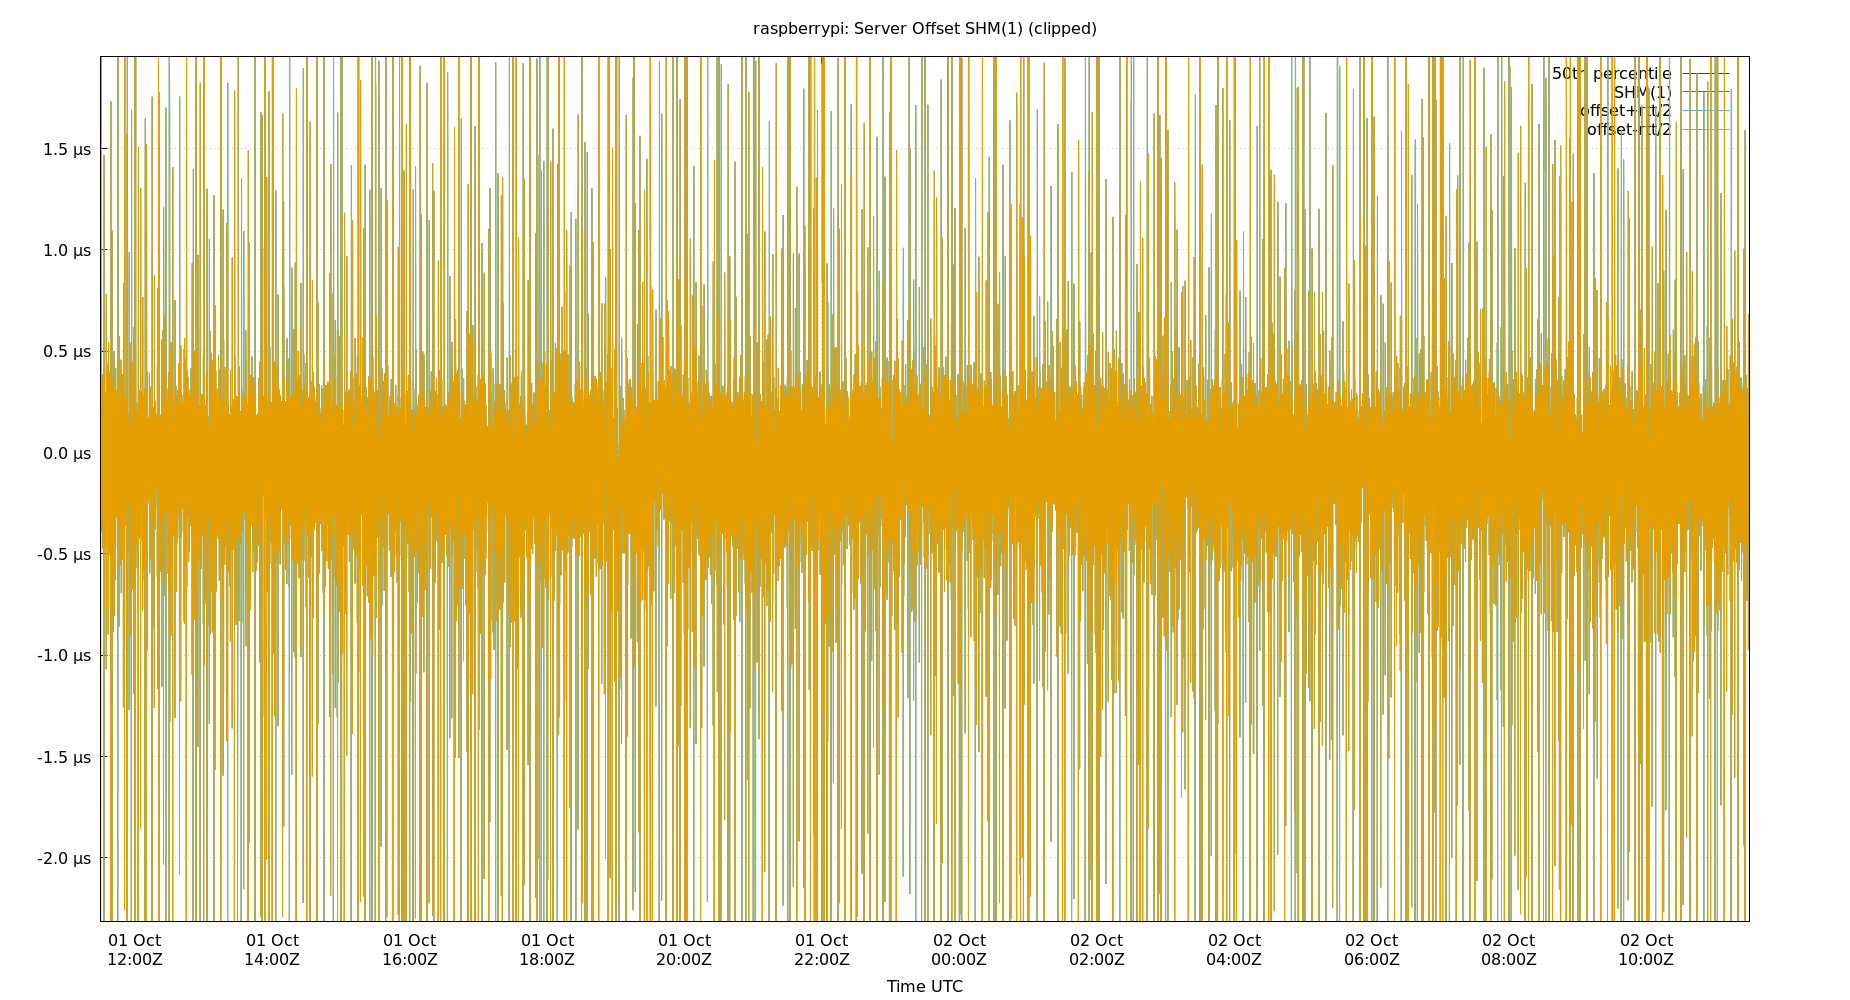 raspberrypi: Server Offset SHM(1) (clipped)
50th percentile
SHM(1)
offset+rtt/2
offset-rtt/2
1.5 µs
1.0 µs
0.5 µs
0.0 µs
-0.5 µs
-1.0 µs
-1.5 µs
-2.0 µs
01 Oct 01 Oct 01 Oct 01 Oct 01 Oct 01 Oct 02 Oct 02 Oct 02 Oct 02 Oct 02 Oct 02 Oct
12:00Z 14:00Z 16:00Z 18:00Z 20:00Z 22:00Z 00:00Z 02:00Z 04:00Z 06:00Z 08:00Z 10:00Z
Time UTC